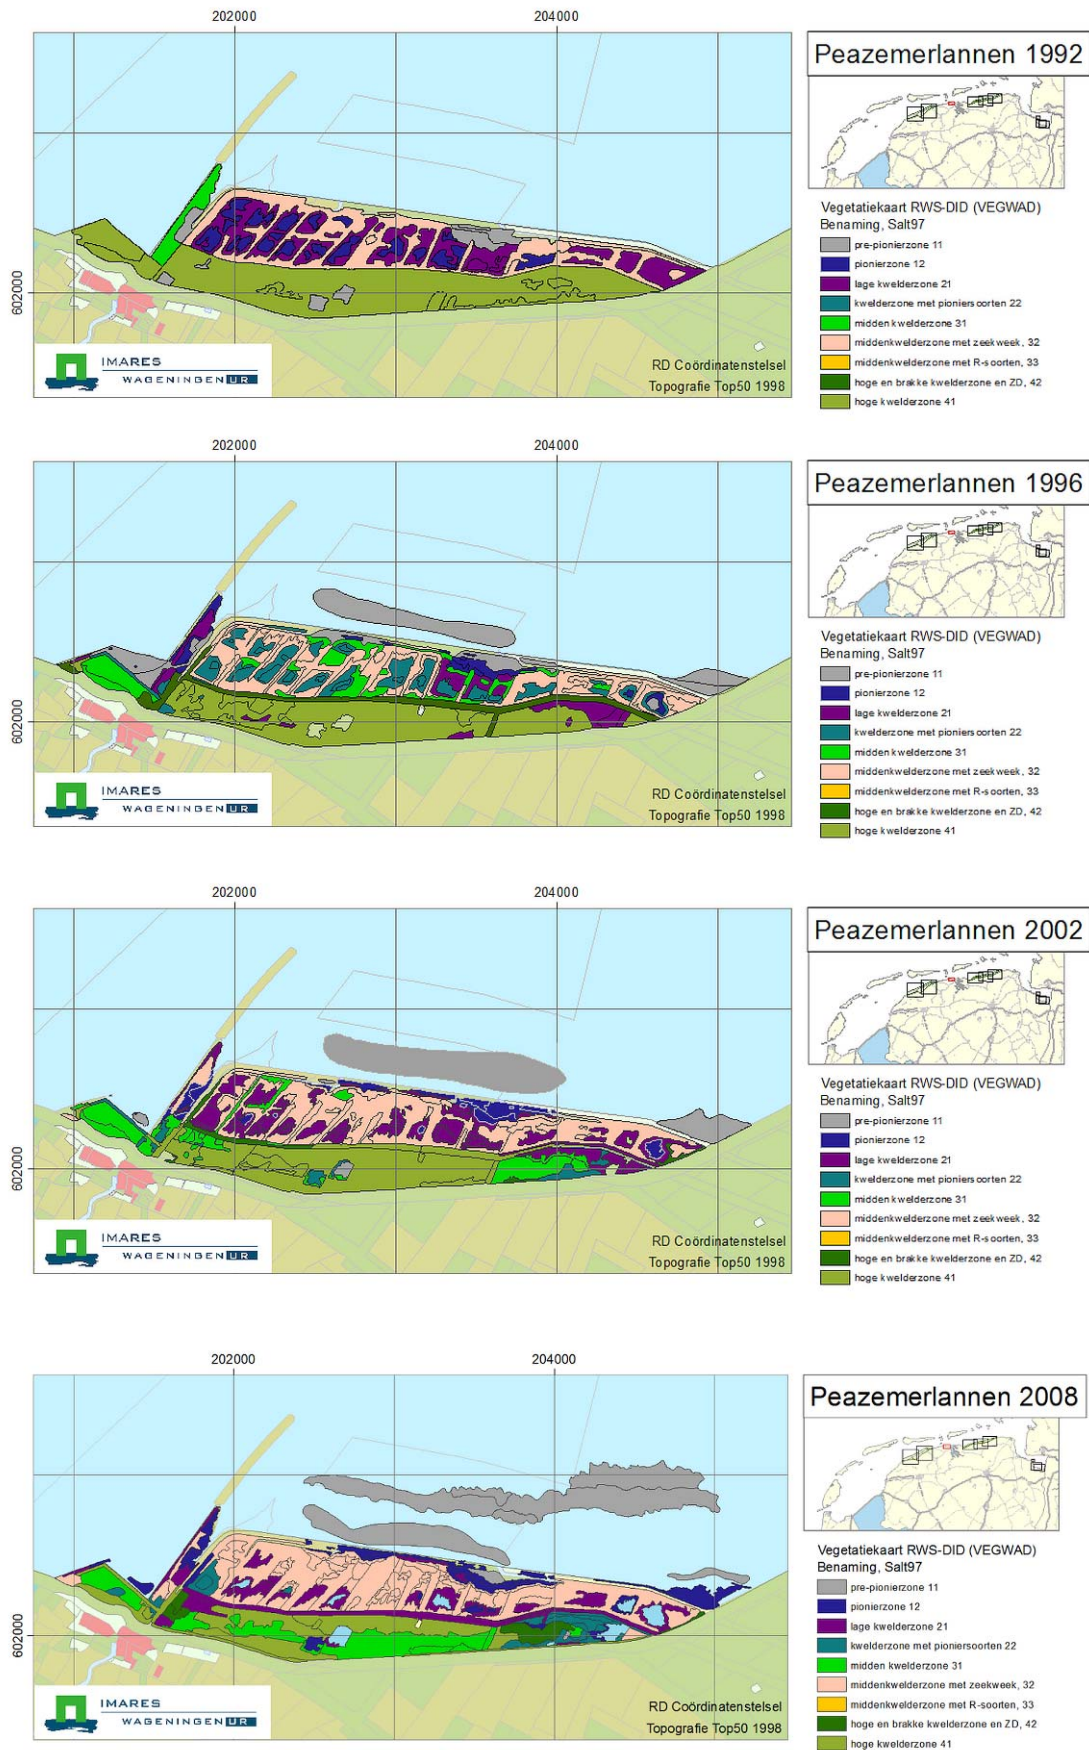 202000
204000
602000
IMARES
WAGENINGEN UR
RD Coördinatenstelsel
Topografie Top50 1998
Peazemerlannen 1992
Vegetatiekaart RWS-DID (VEGWAD)
Benaming, Salt97
pre-pionierzone 11
pionierzone 12
lage kwelderzone 21
kwelderzone met pioniersoorten 22
midden kwelderzone 31
middenkwelderzone met zeekweek, 32
middenkwelderzone met R-soorten, 33
hoge en brakke kwelderzone en ZD, 42
hoge kwelderzone 41
202000
204000
602000
IMARES
WAGENINGEN UR
RD Coördinatenstelsel
Topografie Top50 1998
Peazemerlannen 1996
Vegetatiekaart RWS-DID (VEGWAD)
Benaming, Salt97
pre-pionierzone 11
pionierzone 12
lage kwelderzone 21
kwelderzone met pioniersoorten 22
midden kwelderzone 31
middenkwelderzone met zeekweek, 32
middenkwelderzone met R-soorten, 33
hoge en brakke kwelderzone en ZD, 42
hoge kwelderzone 41
202000
204000
602000
IMARES
WAGENINGEN UR
RD Coördinatenstelsel
Topografie Top50 1998
Peazemerlannen 2002
Vegetatiekaart RWS-DID (VEGWAD)
Benaming, Salt97
pre-pionierzone 11
pionierzone 12
lage kwelderzone 21
kwelderzone met pioniersoorten 22
midden kwelderzone 31
middenkwelderzone met zeekweek, 32
middenkwelderzone met R-soorten, 33
hoge en brakke kwelderzone en ZD, 42
hoge kwelderzone 41
202000
204000
602000
IMARES
WAGENINGEN UR
RD Coördinatenstelsel
Topografie Top50 1998
Peazemerlannen 2008
Vegetatiekaart RWS-DID (VEGWAD)
Benaming, Salt97
pre-pionierzone 11
pionierzone 12
lage kwelderzone 21
kwelderzone met pioniersoorten 22
midden kwelderzone 31
middenkwelderzone met zeekweek, 32
middenkwelderzone met R-soorten, 33
hoge en brakke kwelderzone en ZD, 42
hoge kwelderzone 41